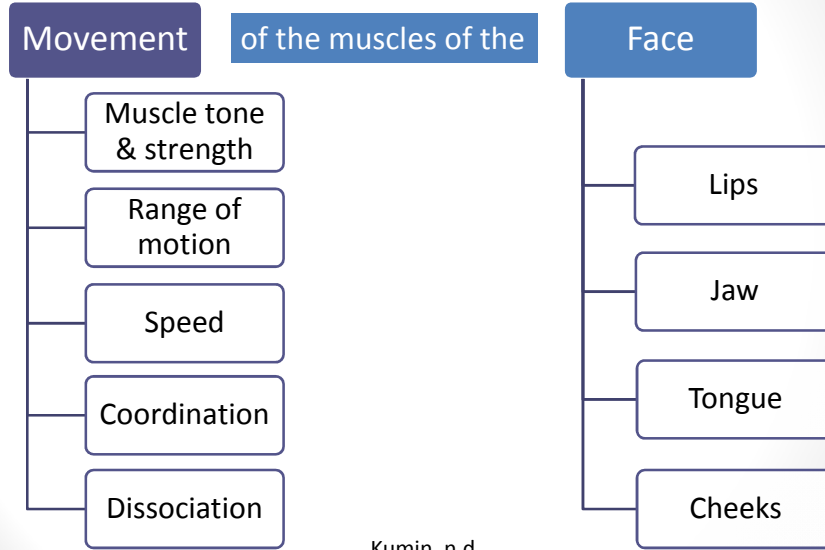 Movement of the muscles of the Face
Muscle tone
& strength
Range of
motion
Speed
Coordination
Dissociation
Lips
Jaw
Tongue
Cheeks
Kumin, n.d.